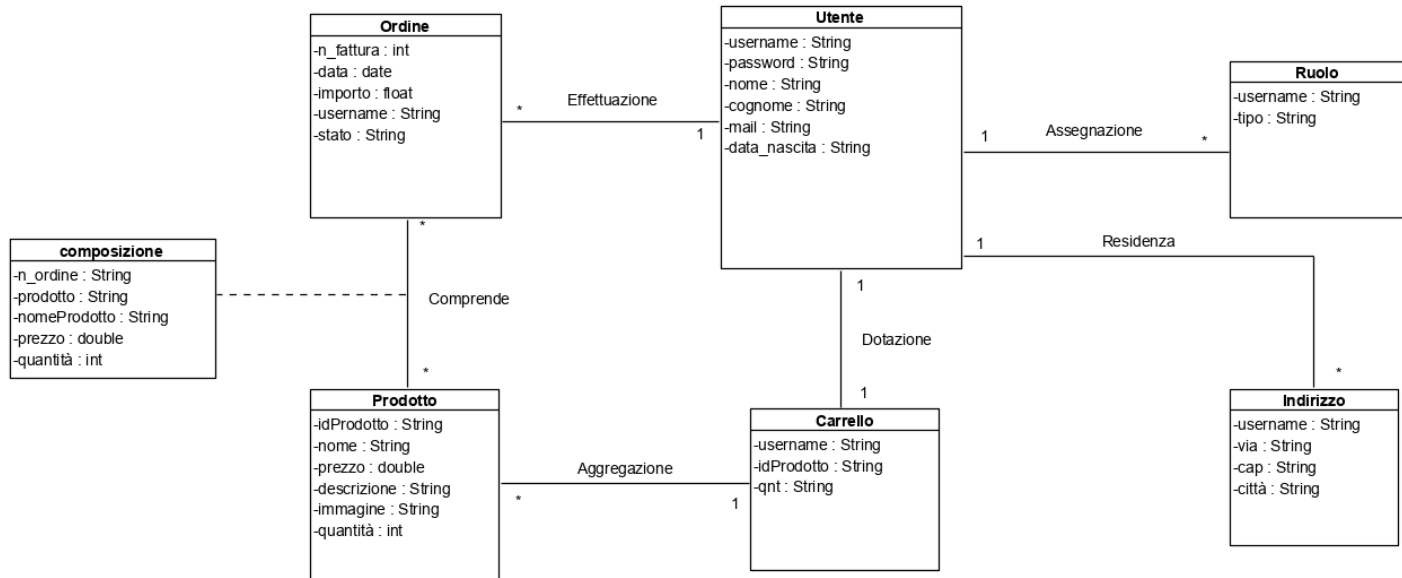 Ordine
-n_fattura : int
-data : date
-importo : float
-username : String
-stato : String
Effettuazione
*
1
Utente
-username : String
-password : String
-nome : String
-cognome : String
-mail : String
-data_nascita : String
1
Assegnazione
*
Ruolo
-username : String
-tipo : String
1
Residenza
*
composizione
-n_ordine : String
-prodotto : String
-nomeProdotto : String
-prezzo : double
-quantità : int
*
Comprende
*
1
Dotazione
1
Prodotto
-idProdotto : String
-nome : String
-prezzo : double
-descrizione : String
-immagine : String
-quantità : int
Aggregazione
*
1
Carrello
-username : String
-idProdotto : String
-qnt : String
Indirizzo
-username : String
-via : String
-cap : String
-città : String